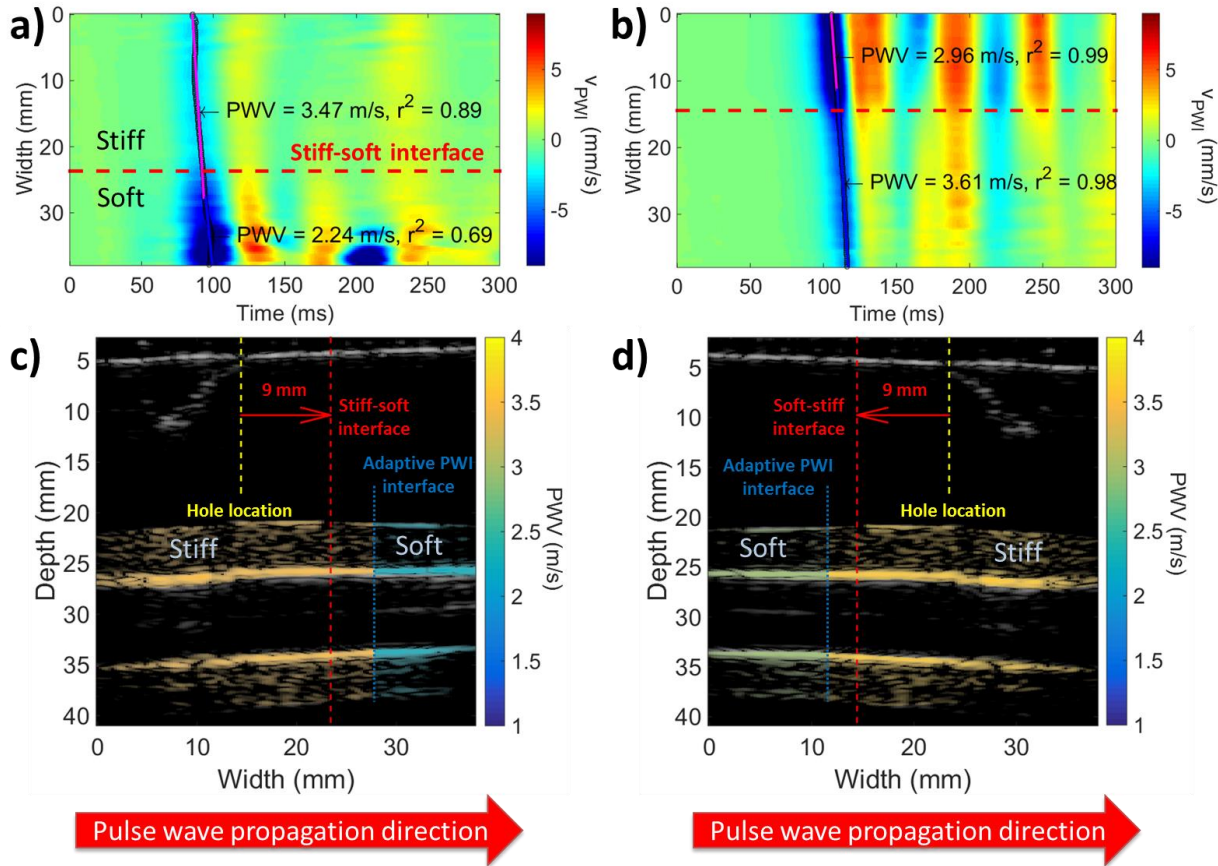 a)
0
10
20
30
Width (mm)
PWV = 3.47 m/s, r² = 0.89
Stiff
Stiff-soft interface
Soft
PWV = 2.24 m/s, r² = 0.69
0 50 100 150 200 250 300
Time (ms)
5
0
-5
v_PWI (mm/s)
b)
0
10
20
30
Width (mm)
PWV = 2.96 m/s, r² = 0.99
PWV = 3.61 m/s, r² = 0.98
0 50 100 150 200 250 300
Time (ms)
5
0
-5
v_PWI (mm/s)
c)
5
10
15
20
25
30
35
40
Depth (mm)
9 mm
Stiff-soft
interface
Adaptive PWI
interface
Hole location
Stiff
Soft
0 10 20 30
Width (mm)
4
3.5
3
2.5
2
1.5
1
PWV (m/s)
Pulse wave propagation direction
d)
5
10
15
20
25
30
35
40
Depth (mm)
9 mm
Soft-stiff
interface
Adaptive PWI
interface
Hole location
Soft
Stiff
0 10 20 30
Width (mm)
4
3.5
3
2.5
2
1.5
1
PWV (m/s)
Pulse wave propagation direction